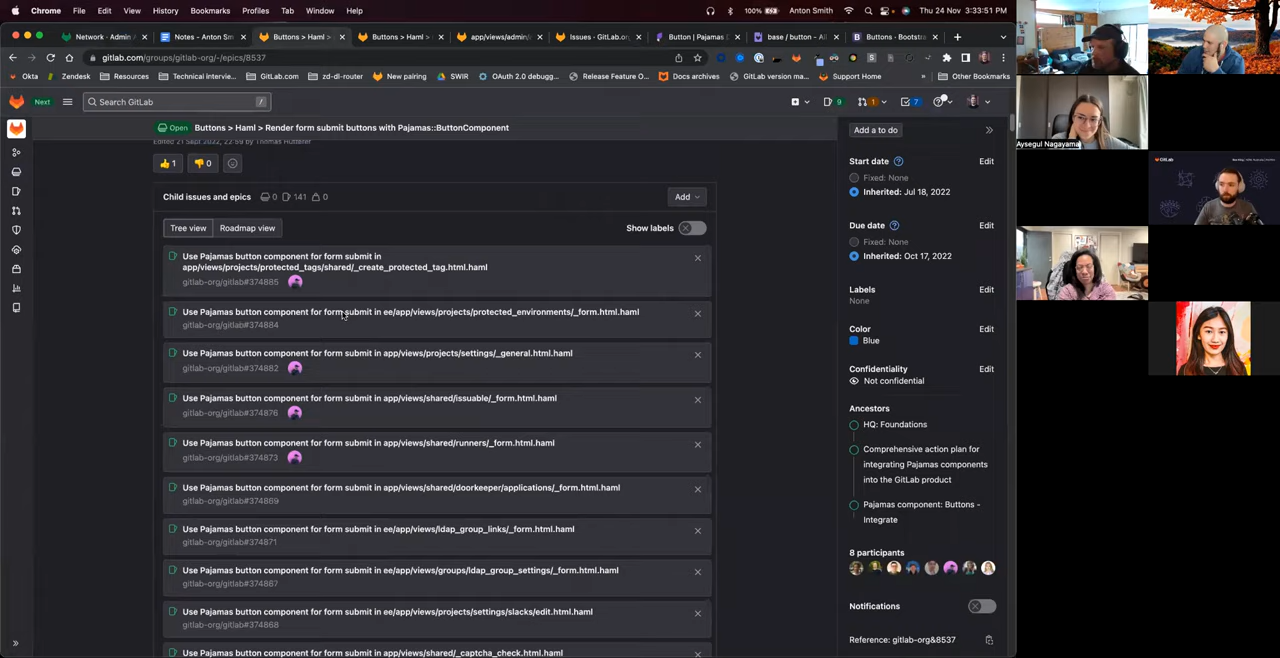 Chrome File Edit View History Bookmarks Profiles Tab Window Help
100% Anton Smith Thu 24 Nov 3:33:51 PM
Network · Admin A
Notes - Anton Sm
Buttons > Haml >
Buttons > Haml >
app/views/admin/
Issues · GitLab.or
Button | Pajamas D
base / button - All
Buttons · Bootstra
gitlab.com/groups/gitlab-org/-/epics/8537
Okta Zendesk Resources Technical intervie... GitLab.com zd-dl-router New pairing SWIR OAuth 2.0 debugg... Release Feature O... Docs archives GitLab version ma... Support Home Other Bookmarks
Next Search GitLab / 9 1 7
Open Buttons > Haml > Render form submit buttons with Pajamas::ButtonComponent
Edited 21 Sept 2022, 22:59 by Thomas Hutterer
1 0
Child issues and epics 0 141 0 Add
Tree view Roadmap view Show labels
Use Pajamas button component for form submit in
app/views/projects/protected_tags/shared/_create_protected_tag.html.haml
gitlab-org/gitlab#374885
Use Pajamas button component for form submit in ee/app/views/projects/protected_environments/_form.html.haml
gitlab-org/gitlab#374884
Use Pajamas button component for form submit in app/views/projects/settings/_general.html.haml
gitlab-org/gitlab#374882
Use Pajamas button component for form submit in app/views/shared/issuable/_form.html.haml
gitlab-org/gitlab#374876
Use Pajamas button component for form submit in app/views/shared/runners/_form.html.haml
gitlab-org/gitlab#374873
Use Pajamas button component for form submit in app/views/shared/doorkeeper/applications/_form.html.haml
gitlab-org/gitlab#374869
Use Pajamas button component for form submit in ee/app/views/ldap_group_links/_form.html.haml
gitlab-org/gitlab#374871
Use Pajamas button component for form submit in ee/app/views/groups/ldap_group_settings/_form.html.haml
gitlab-org/gitlab#374867
Use Pajamas button component for form submit in ee/app/views/projects/settings/slacks/edit.html.haml
gitlab-org/gitlab#374868
Use Pajamas button component for form submit in app/views/shared/_captcha_check.html.haml
Add a to do
Start date Edit
Fixed: None
Inherited: Jul 18, 2022
Due date Edit
Fixed: None
Inherited: Oct 17, 2022
Labels Edit
None
Color Edit
Blue
Confidentiality Edit
Not confidential
Ancestors
HQ: Foundations
Comprehensive action plan for
integrating Pajamas components
into the GitLab product
Pajamas component: Buttons -
Integrate
8 participants
Notifications
Reference: gitlab-org&8537
Aysegul Nagayama
GitLab